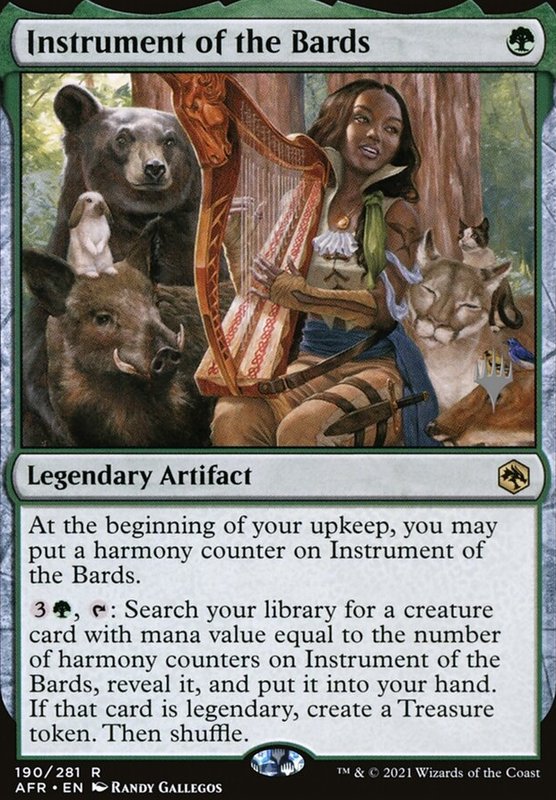 Instrument of the Bards
Legendary Artifact
At the beginning of your upkeep, you may
put a harmony counter on Instrument of
the Bards.
3, : Search your library for a creature
card with mana value equal to the number
of harmony counters on Instrument of the
Bards, reveal it, and put it into your hand.
If that card is legendary, create a Treasure
token. Then shuffle.
190/281 R
AFR • EN RANDY GALLEGOS
™ & © 2021 Wizards of the Coast